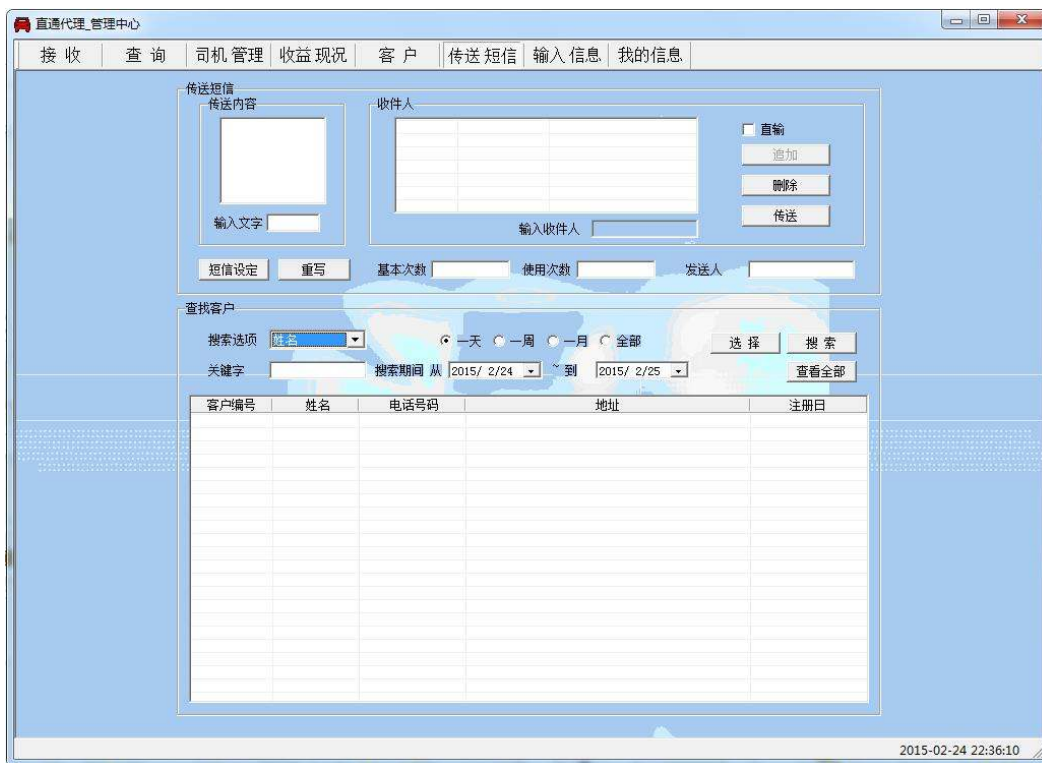 直通代理_管理中心
接 收 查 询 司机 管理 收益 现况 客 户 传送 短信 输入 信息 我的信息
传送短信
传送内容 收件人
直输
追加
删除
传送
输入文字 输入收件人
短信设定 重写 基本次数 使用次数 发送人
查找客户
搜索选项 姓名 一天 一周 一月 全部 选 择 搜 索
关键字 搜索期间 从 2015/ 2/24 ~ 到 2015/ 2/25 查看全部
客户编号 姓名 电话号码 地址 注册日
2015-02-24 22:36:10